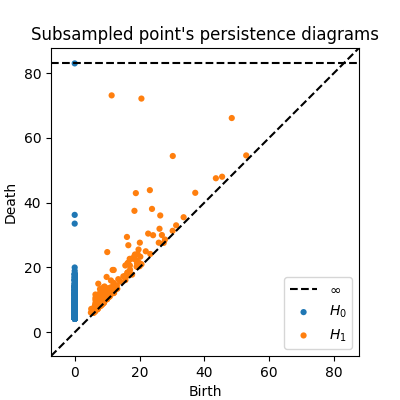 Subsampled point's persistence diagrams
Death
80
60
40
20
0
∞
H₀
H₁
0 20 40 60 80
Birth